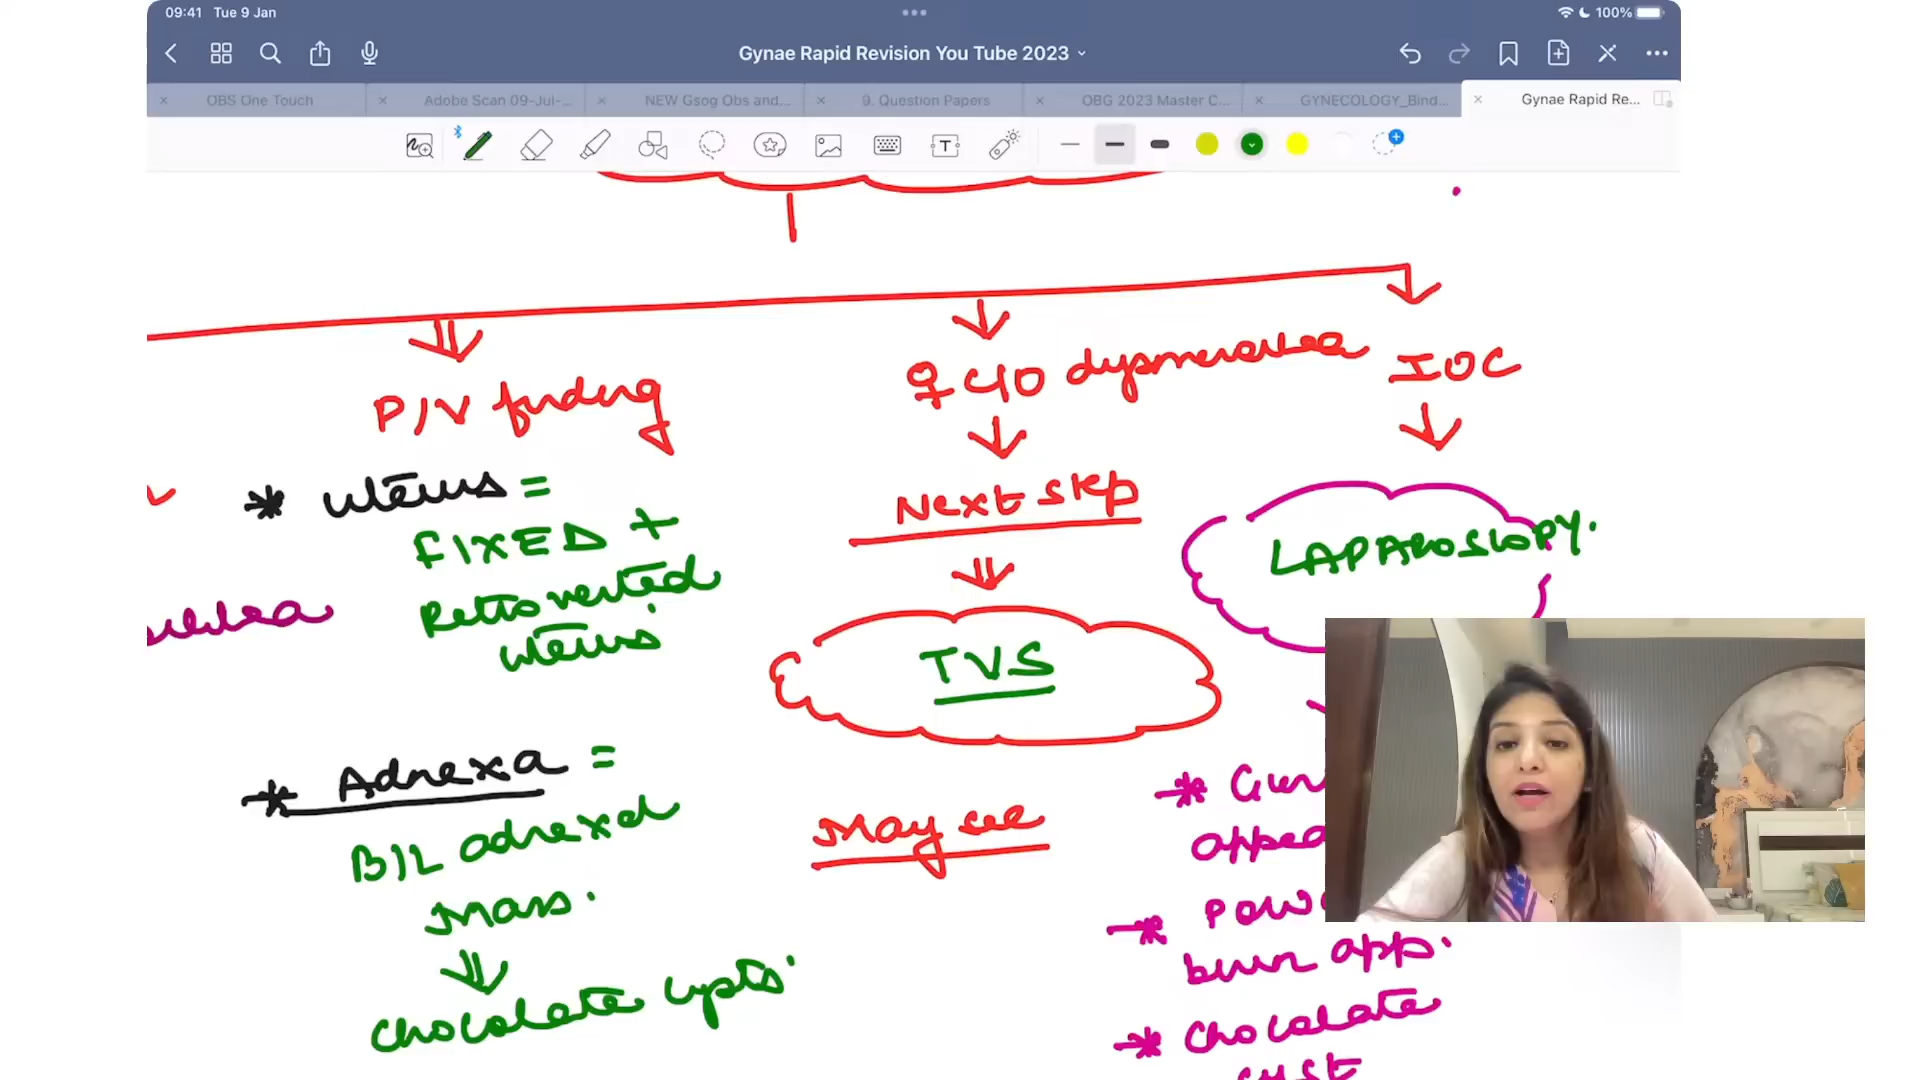 09:41 Tue 9 Jan
100%
Gynae Rapid Revision You Tube 2023
OBS One Touch
Adobe Scan 09-Jul-...
NEW Gsog Obs and...
9. Question Papers
OBG 2023 Master C...
GYNECOLOGY_Bind...
Gynae Rapid Re...
P/V finding
* uterus =
FIXED +
Retroverted
uterus
* Adnexa =
B/L adnexal
mass.
chocolate cysts.
♀ c/o dysmenorrhea
Next step
TVS
May see
IOC
LAPAROSCOPY.
* Gun
appea
* Pow
burn app.
* chocolate
cyst